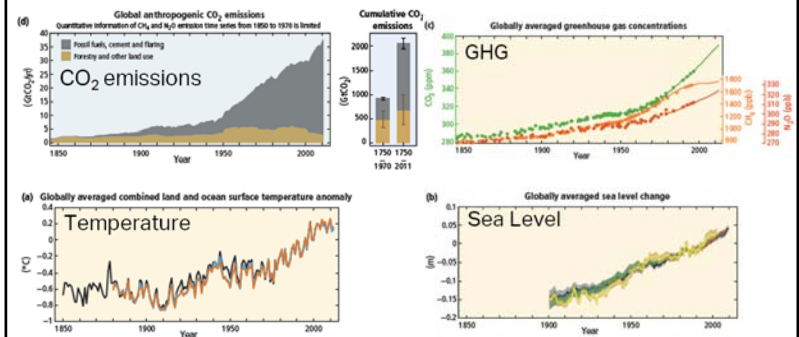 (d) Global anthropogenic CO2 emissions
Quantitative information of CH4 and N2O emission time series from 1850 to 1970 is limited
40
35
30
25
20
15
10
5
0
(GtCO2/yr)
Fossil fuels, cement and flaring
Forestry and other land use
CO2 emissions
1850 1900 1950 2000
Year
Cumulative CO2
emissions
2000
1500
1000
500
0
(GtCO2)
1750
–
1970
1750
–
2011
(c) Globally averaged greenhouse gas concentrations
GHG
400
380
360
340
320
300
280
CO2 (ppm)
1800
1600
1400
1200
1000
800
CH4 (ppb)
330
320
310
300
290
280
270
N2O (ppb)
1850 1900 1950 2000
Year
(a) Globally averaged combined land and ocean surface temperature anomaly
Temperature
0.4
0.2
0
−0.2
−0.4
−0.6
−0.8
−1
(°C)
1850 1900 1950 2000
Year
(b) Globally averaged sea level change
Sea Level
0.1
0.05
0
−0.05
−0.1
−0.15
−0.2
(m)
1850 1900 1950 2000
Year